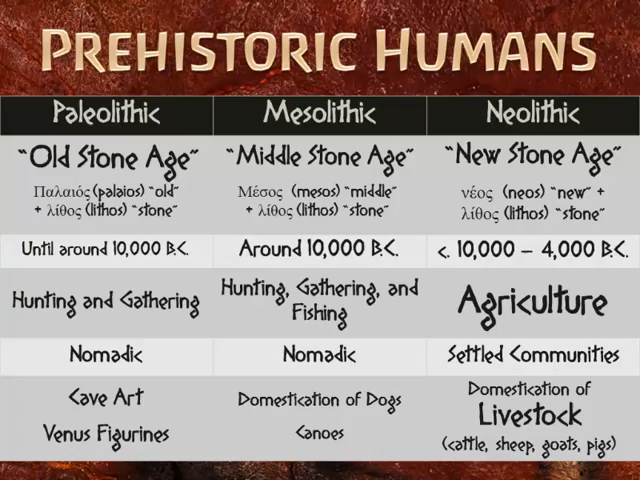 PREHISTORIC HUMANS
Paleolithic
Mesolithic
Neolithic
"Old Stone Age"
"Middle Stone Age"
"New Stone Age"
Παλαιός (palaios) "old"
+ λίθος (lithos) "stone"
Μέσος (mesos) "middle"
+ λίθος (lithos) "stone"
νέος (neos) "new" +
λίθος (lithos) "stone"
Until around 10,000 B.C.
Around 10,000 B.C.
c. 10,000 – 4,000 B.C.
Hunting and Gathering
Hunting, Gathering, and
Fishing
Agriculture
Nomadic
Nomadic
Settled Communities
Cave Art
Venus Figurines
Domestication of Dogs
Canoes
Domestication of
Livestock
(cattle, sheep, goats, pigs)